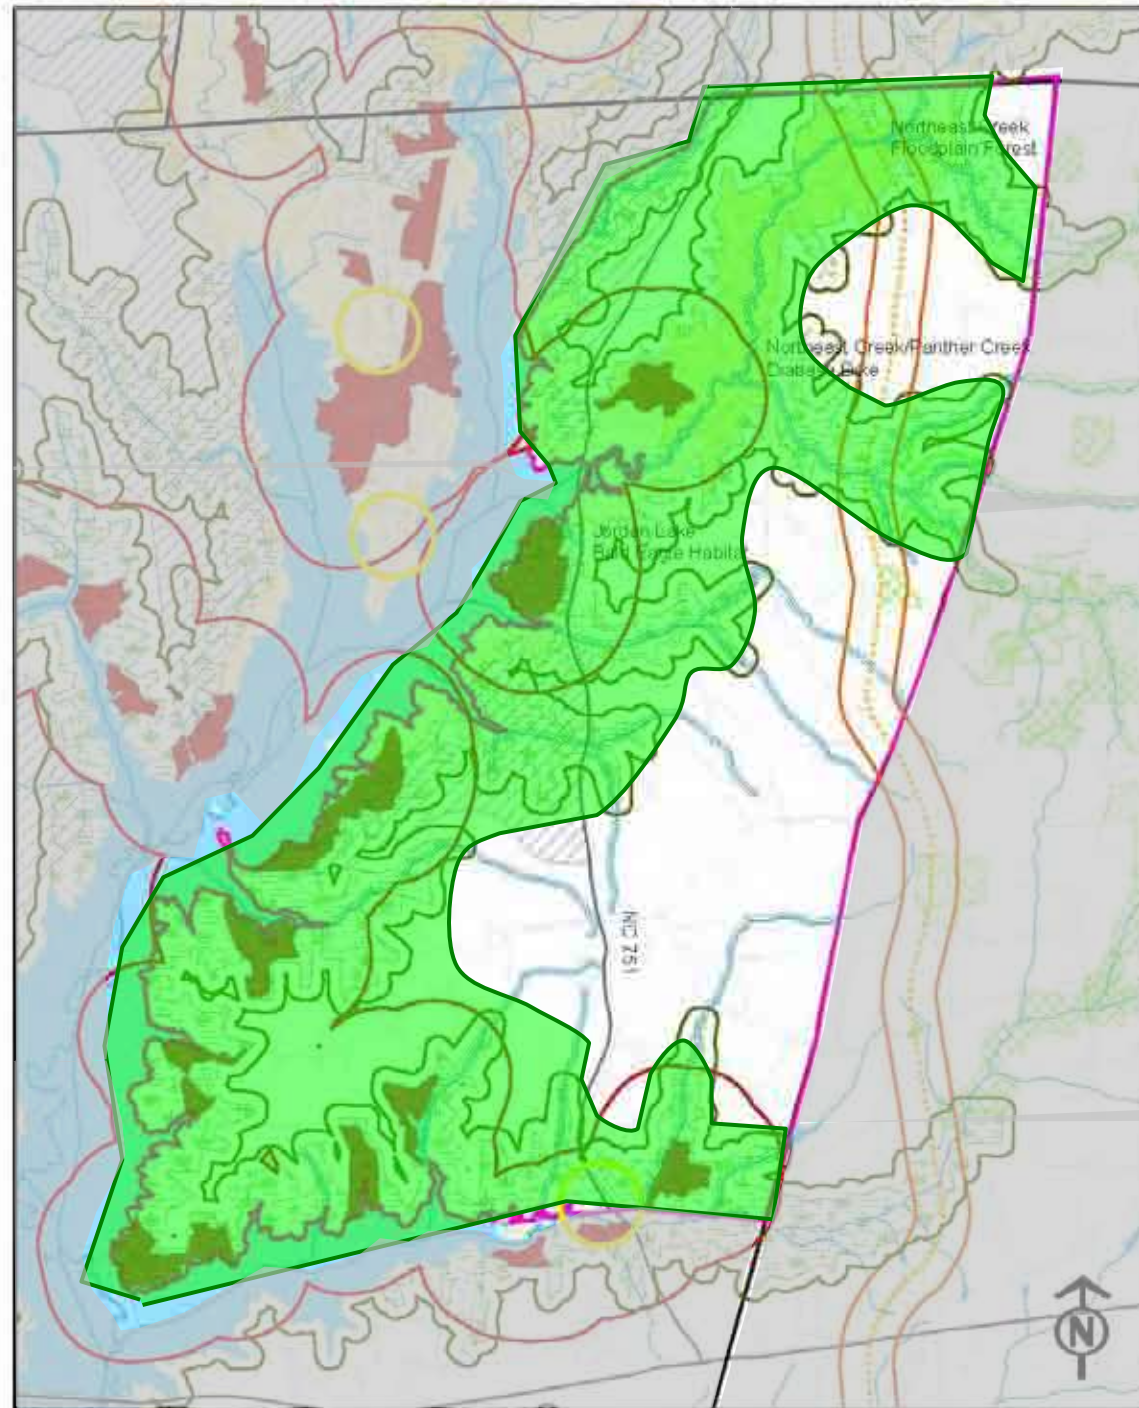 Northeast Creek
Floodplain Forest
Northeast Creek/Panther Creek
Diabase Dike
Jordan Lake
Bald Eagle Habitat
NC 751
N